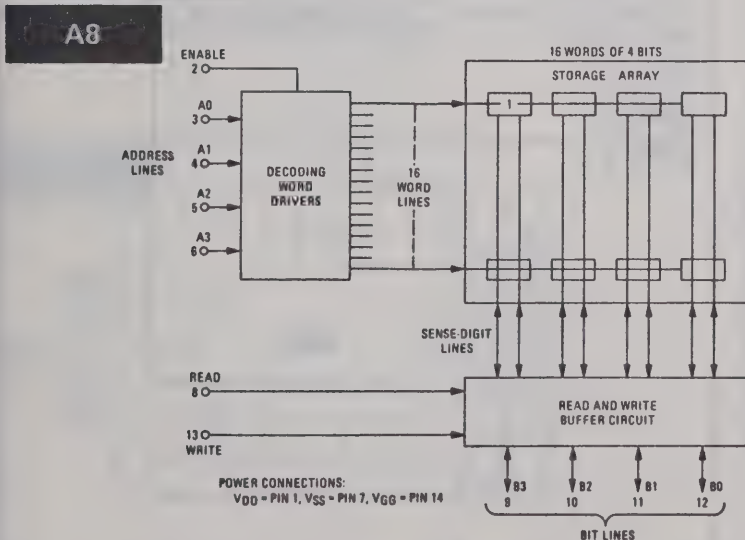 A8
ENABLE
2
16 WORDS OF 4 BITS
STORAGE ARRAY
A0
3
1
ADDRESS
LINES
A1
4
DECODING
WORD
DRIVERS
16
WORD
LINES
A2
5
A3
6
SENSE-DIGIT
LINES
READ
8
READ AND WRITE
BUFFER CIRCUIT
13
WRITE
POWER CONNECTIONS:
VDD = PIN 1, VSS = PIN 7, VGG = PIN 14
B3 B2 B1 B0
9 10 11 12
BIT LINES